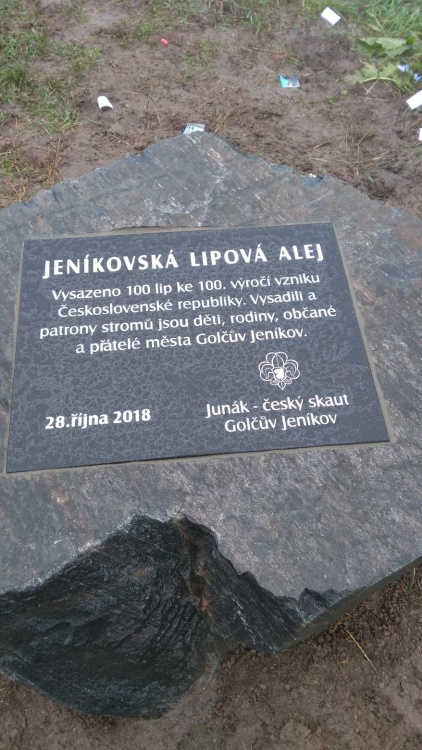 JENÍKOVSKÁ LIPOVÁ ALEJ
Vysazeno 100 lip ke 100. výročí vzniku
Československé republiky. Vysadili a
patrony stromů jsou děti, rodiny, občané
a přátelé města Golčův Jeníkov.
28.října 2018
Junák - český skaut
Golčův Jeníkov